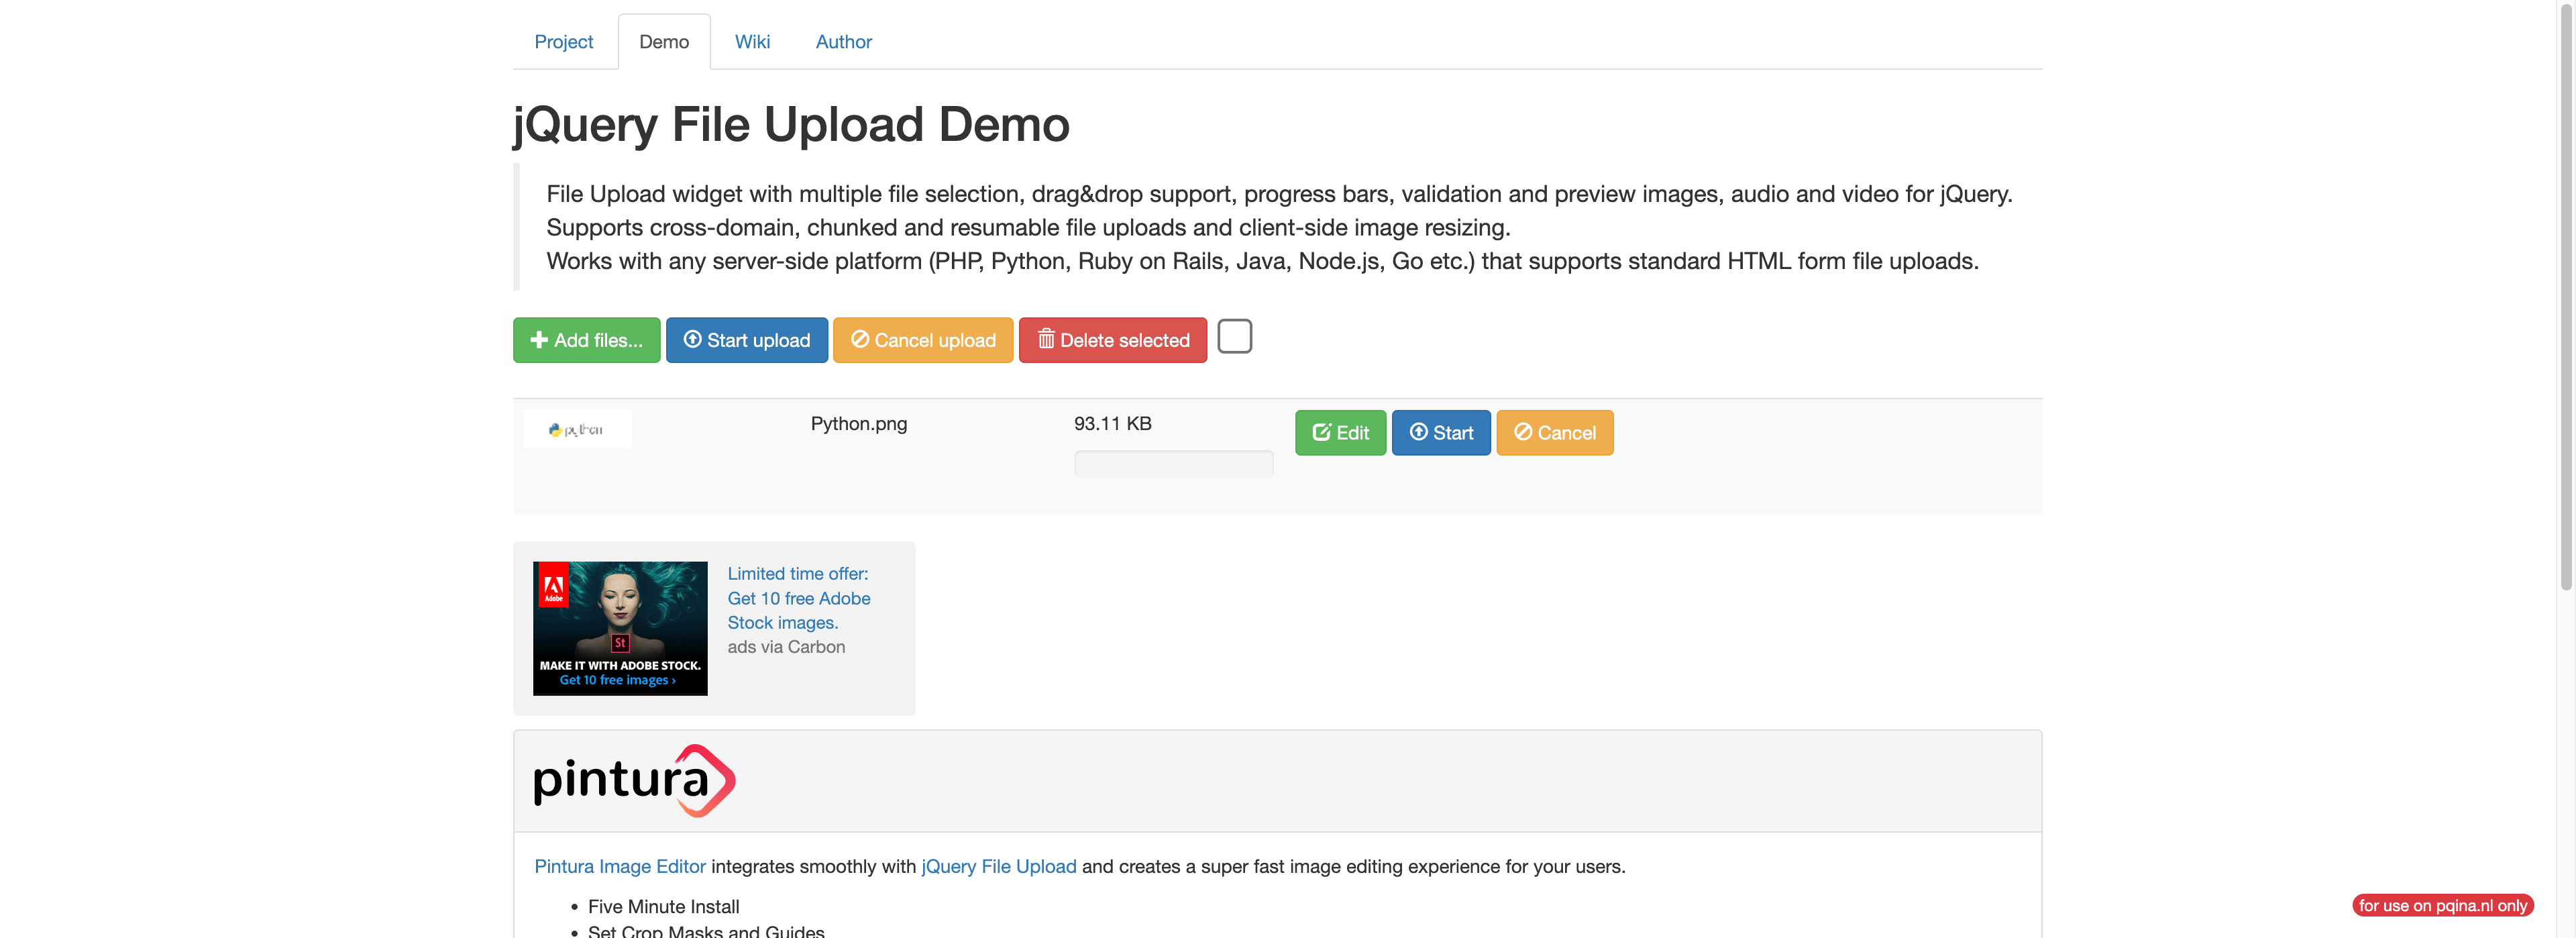 Project Demo Wiki Author
jQuery File Upload Demo
File Upload widget with multiple file selection, drag&drop support, progress bars, validation and preview images, audio and video for jQuery.
Supports cross-domain, chunked and resumable file uploads and client-side image resizing.
Works with any server-side platform (PHP, Python, Ruby on Rails, Java, Node.js, Go etc.) that supports standard HTML form file uploads.
Add files... Start upload Cancel upload Delete selected
python Python.png 93.11 KB Edit Start Cancel
Adobe
St
MAKE IT WITH ADOBE STOCK.
Get 10 free images ›
Limited time offer:
Get 10 free Adobe
Stock images.
ads via Carbon
pintura
Pintura Image Editor integrates smoothly with jQuery File Upload and creates a super fast image editing experience for your users.
• Five Minute Install
• Set Crop Masks and Guides
for use on pqina.nl only